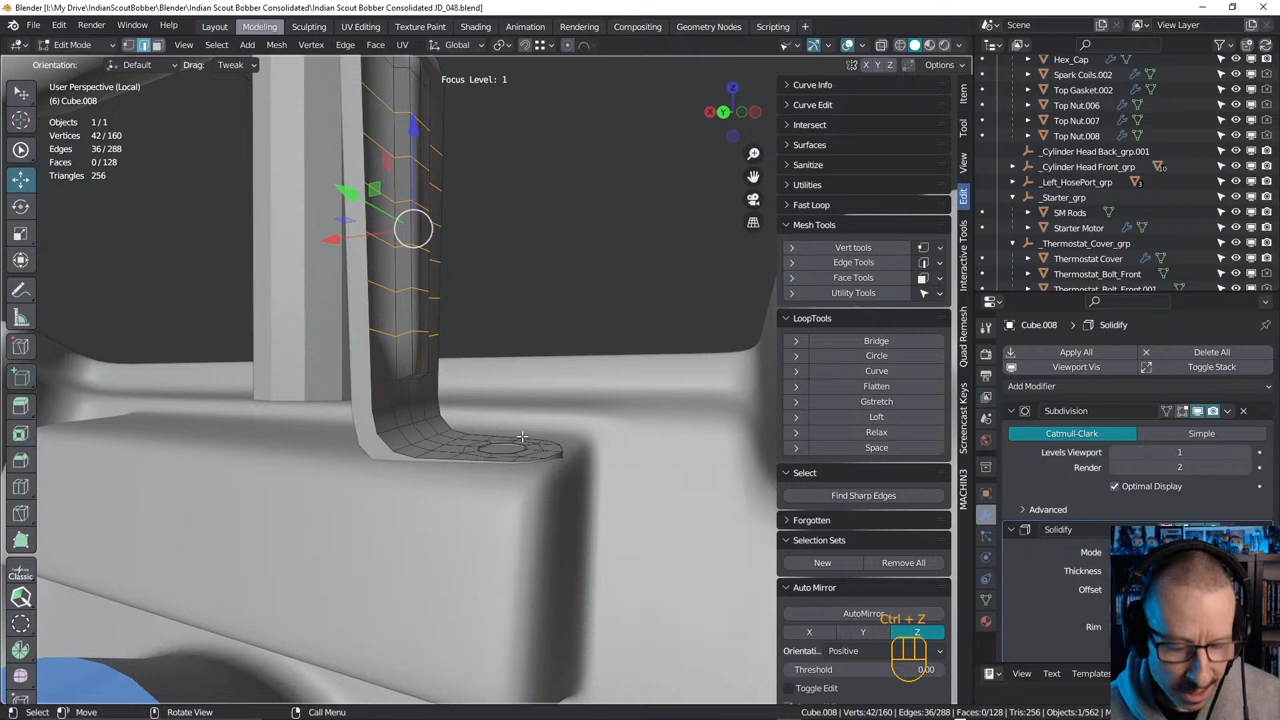 Blender [I:\My Drive\IndianScoutBobber\Indian Scout Bobber Consolidated\Indian Scout Bobber Consolidated JD_048.blend]
File Edit Render Window Help Layout Modeling Sculpting UV Editing Texture Paint Shading Animation Rendering Compositing Geometry Nodes Scripting Scene View Layer
Edit Mode View Select Add Mesh Vertex Edge Face UV Global
Orientation: Default Drag: Tweak X Y Z Options
User Perspective (Local)
(6) Cube.008
Objects 1/1
Vertices 42/160
Edges 36/288
Faces 0/128
Triangles 256
Focus Level: 1
Z
X Y
Classic
Curve Info
Curve Edit
Intersect
Surfaces
Sanitize
Utilities
Fast Loop
Mesh Tools
Vert tools
Edge Tools
Face Tools
Utility Tools
LoopTools
Bridge
Circle
Curve
Flatten
Gstretch
Loft
Relax
Space
Select
Find Sharp Edges
Forgotten
Selection Sets
New Remove All
Auto Mirror
AutoMirror
X Y Z
Orientati... Positive
Threshold 0.00
Toggle Edit
Ctrl + Z
Item
Tool
View
Edit
Interactive Tools
Quad Remesh
Screencast Keys
MACHIN3
Hex_Cap
Spark Coils.002
Top Gasket.002
Top Nut.006
Top Nut.007
Top Nut.008
_Cylinder Head Back_grp.001
_Cylinder Head Front_grp 10
_Left_HosePort_grp 3
_Starter_grp
SM Rods
Starter Motor
_Thermostat_Cover_grp
Thermostat Cover
Thermostat_Bolt_Front
Thermostat_Bolt_Front.001
Cube.008 Solidify
Apply All Delete All
Viewport Vis Toggle Stack
Add Modifier
Subdivision
Catmull-Clark Simple
Levels Viewport 1
Render 2
Optimal Display
Advanced
Solidify
Mode
Thickness
Offset
Rim
View Text Templates
Select Move Rotate View Call Menu Cube.008 | Verts:42/160 | Edges:36/288 | Faces:0/128 | Tris:256 | Objects:1/562